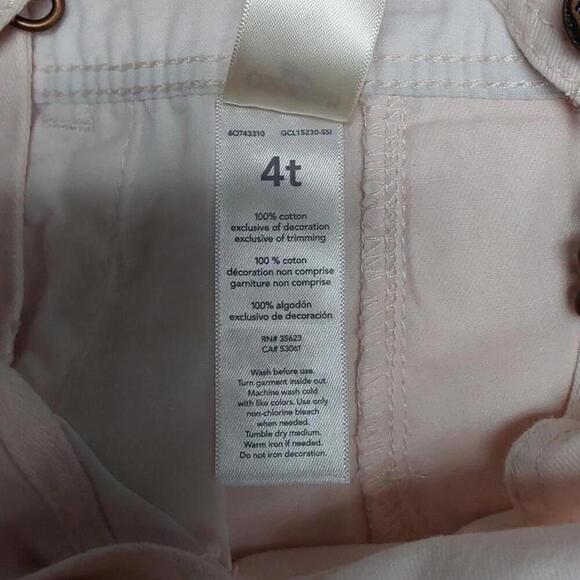 6O743310 GCL15230-SS1
4t
100% cotton
exclusive of decoration
exclusive of trimming
100 % coton
décoration non comprise
garniture non comprise
100% algodón
exclusivo de decoración
RN# 35623
CA# 53061
Wash before use.
Turn garment inside out.
Machine wash cold
with like colors. Use only
non-chlorine bleach
when needed.
Tumble dry medium.
Warm iron if needed.
Do not iron decoration.